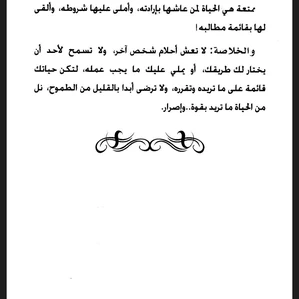 ممتعة هي الحياة لمن عاشها بإرادته، وأملى عليها شروطه، وألقى
لها بقائمة مطالبه!
والخلاصة: لا تعش أحلام شخص آخر، ولا تسمح لأحد أن
يختار لك طريقك، أو يملي عليك ما يجب عمله، لتكن حياتك
قائمة على ما تريده وتقرره، ولا ترضى أبدا بالقليل من الطموح، نل
من الحياة ما تريد بقوة..وإصرار.